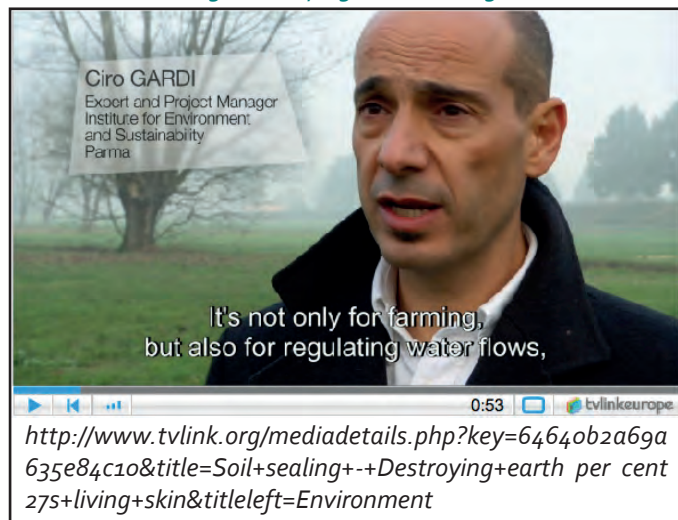 Ciro GARDI
Expert and Project Manager
Institute for Environment
and Sustainability
Parma
It's not only for farming,
but also for regulating water flows,
0:53
tvlinkeurope
http://www.tvlink.org/mediadetails.php?key=64640b2a69a
635e84c10&title=Soil+sealing+-+Destroying+earth per cent
27s+living+skin&titleleft=Environment